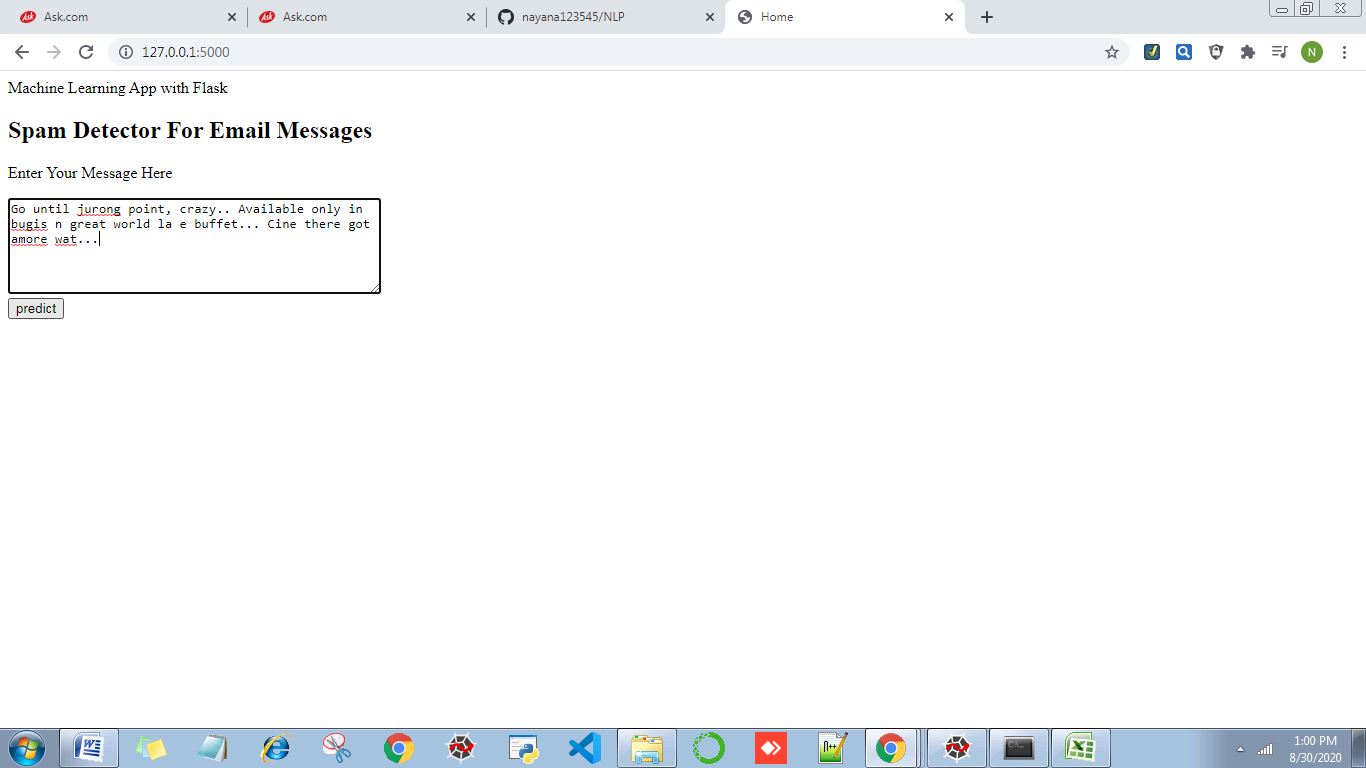 Ask.com
Ask.com
nayana123545/NLP
Home
127.0.0.1:5000
N
Machine Learning App with Flask
Spam Detector For Email Messages
Enter Your Message Here
Go until jurong point, crazy.. Available only in
bugis n great world la e buffet... Cine there got
amore wat...
predict
1:00 PM
8/30/2020